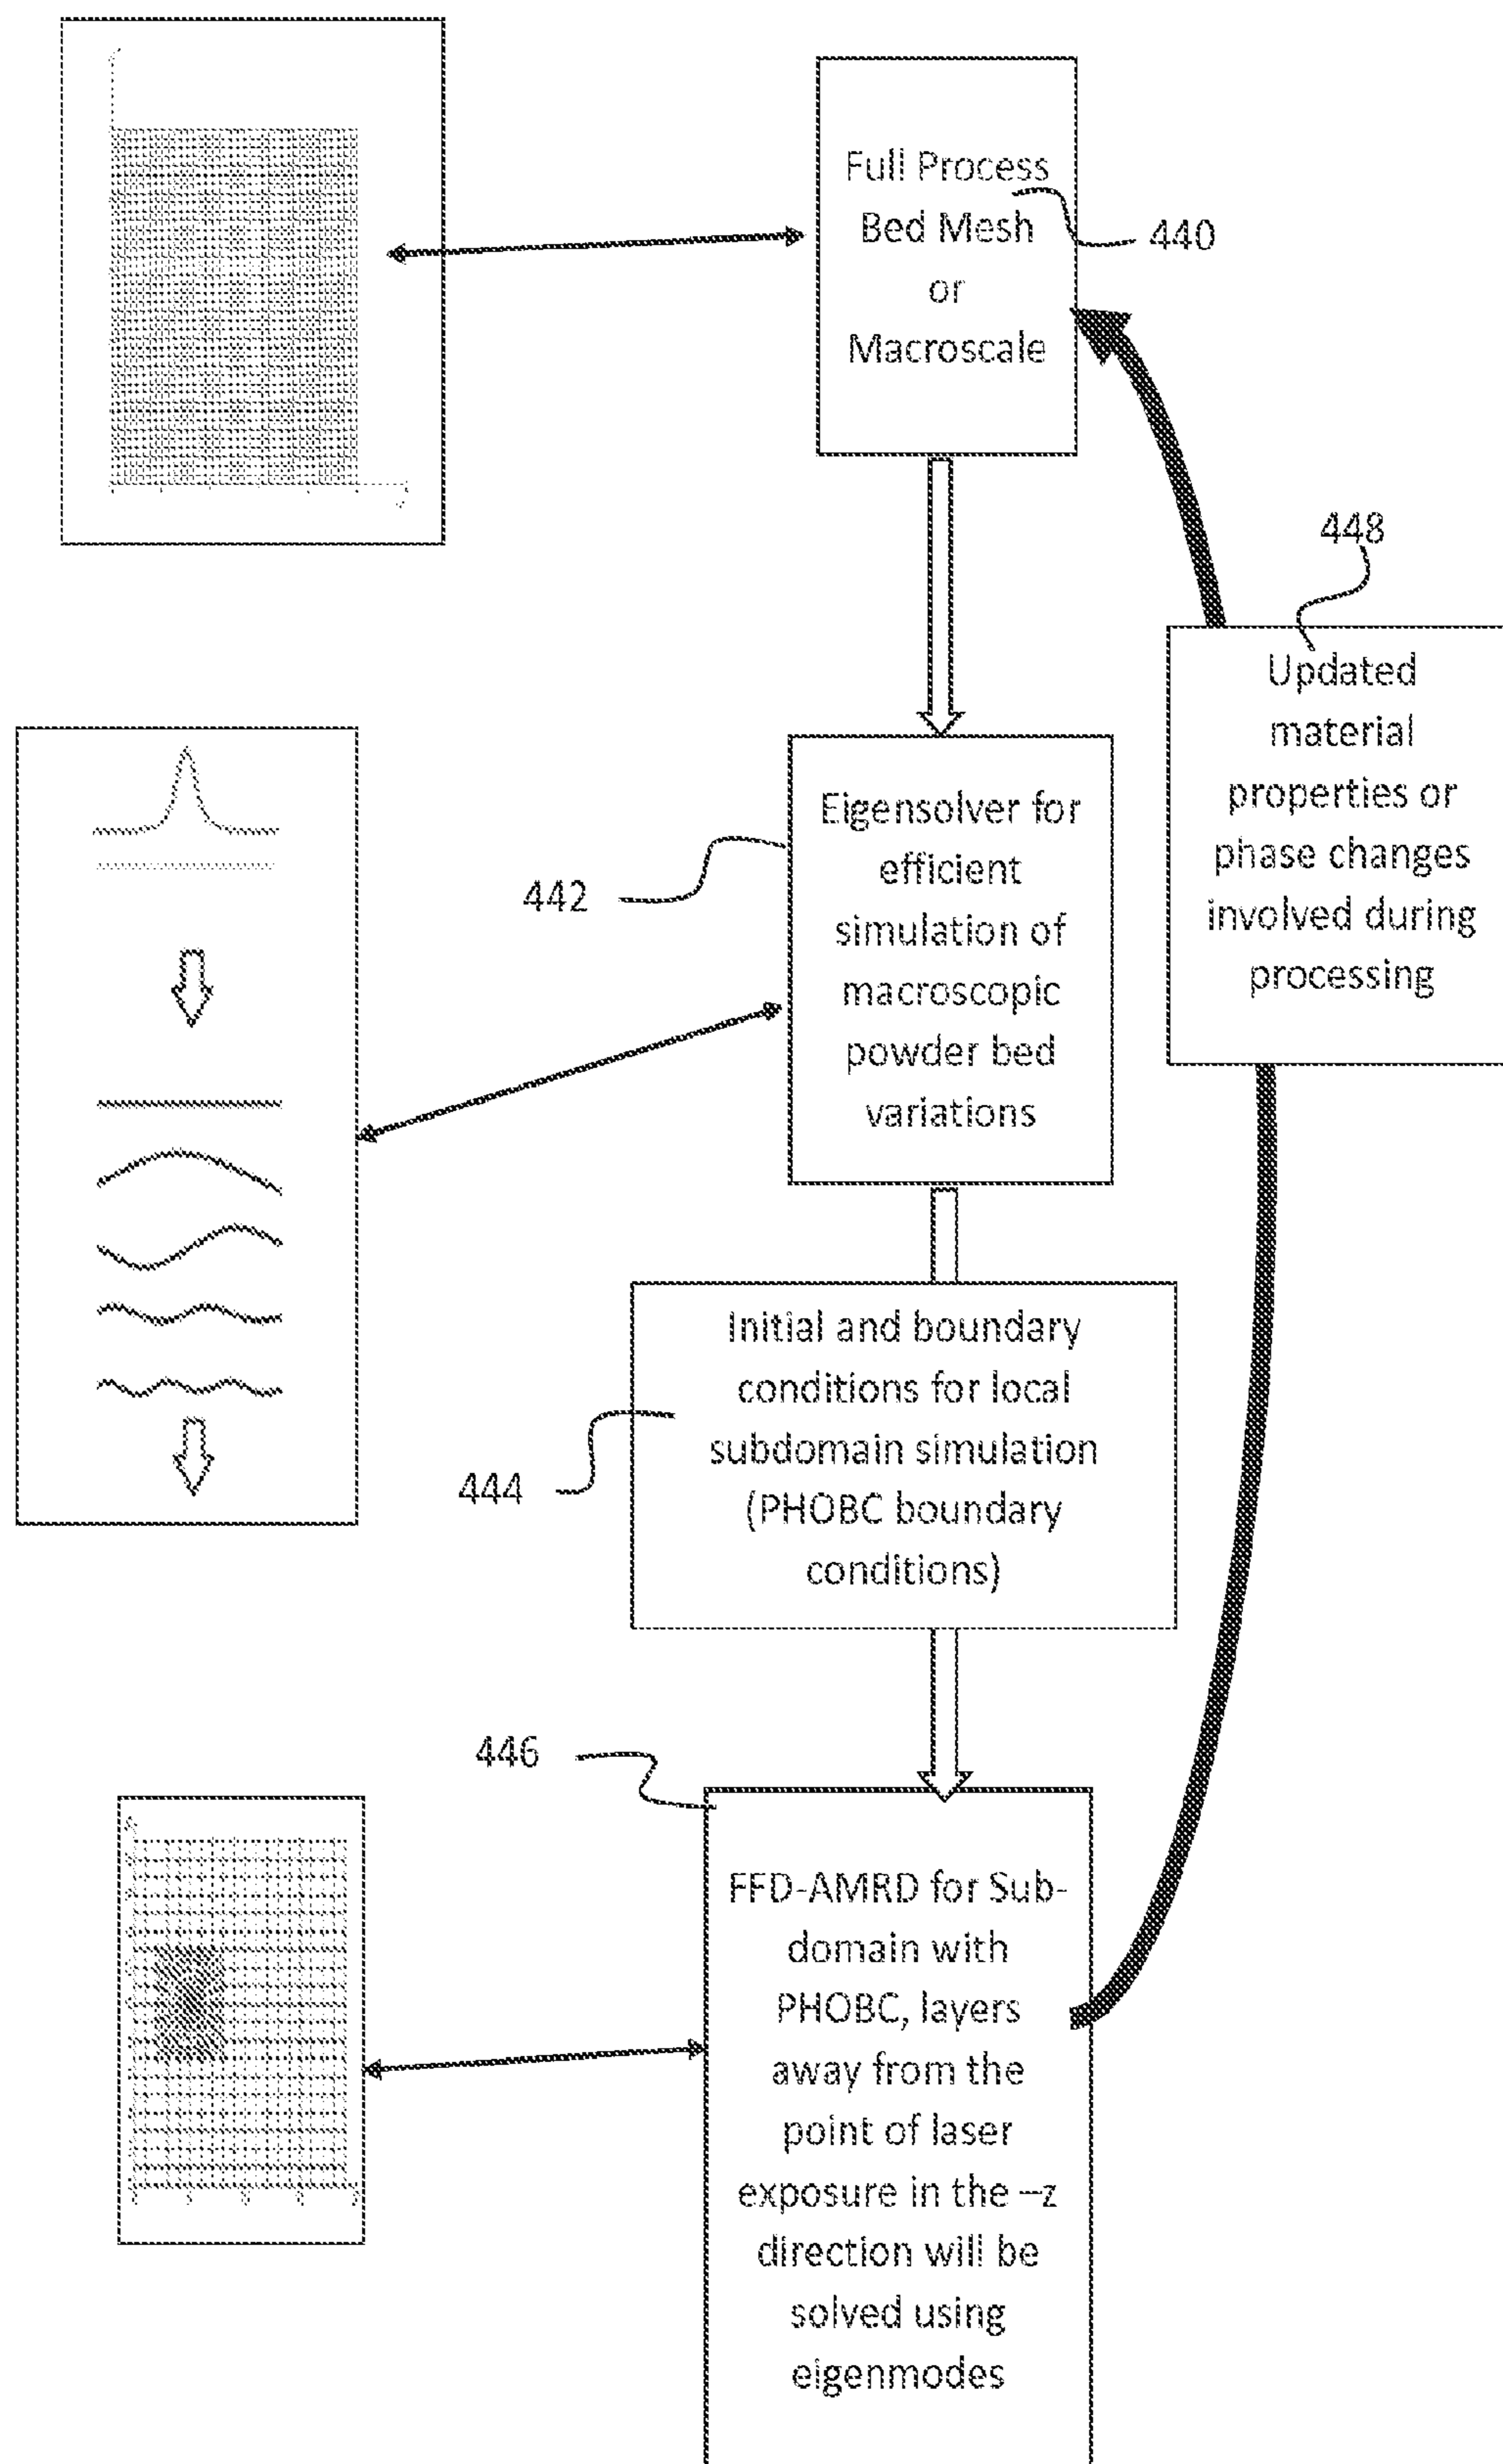 Full Process
Bed Mesh
or
Macroscale
440
448
Updated
material
properties or
phase changes
involved during
processing
442
Eigensolver for
efficient
simulation of
macroscopic
powder bed
variations
444
Initial and boundary
conditions for local
subdomain simulation
(PHOBC boundary
conditions)
446
FFD-AMRD for Sub-
domain with
PHOBC, layers
away from the
point of laser
exposure in the –z
direction will be
solved using
eigenmodes